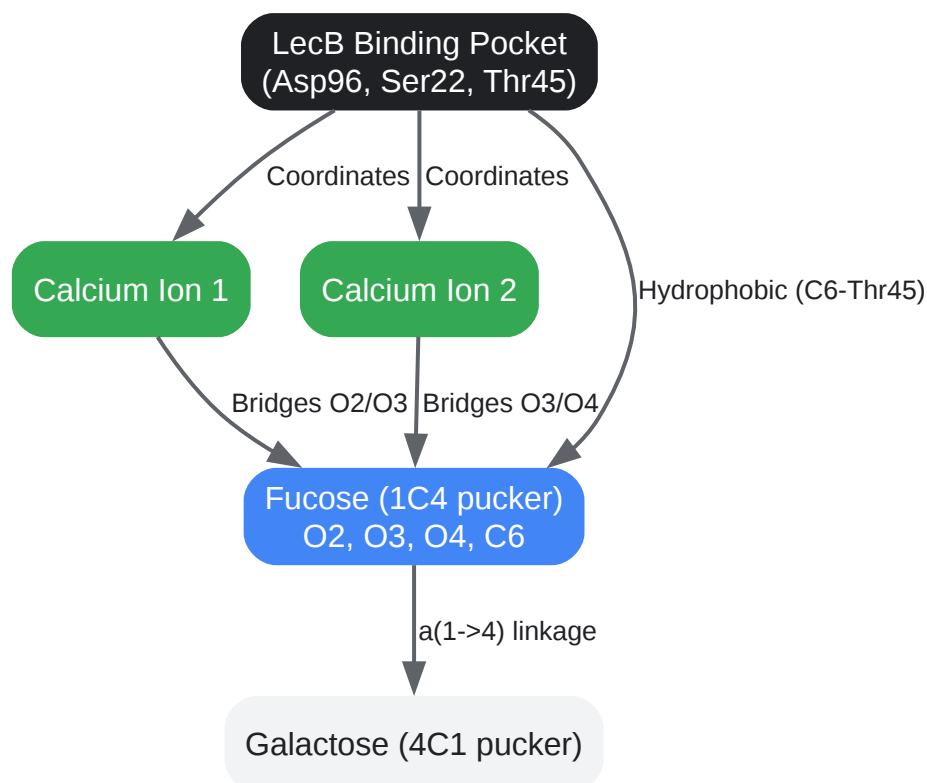 LecB Binding Pocket
(Asp96, Ser22, Thr45)
Coordinates
Coordinates
Calcium Ion 1
Calcium Ion 2
Hydrophobic (C6-Thr45)
Bridges O2/O3
Bridges O3/O4
Fucose (1C4 pucker)
O2, O3, O4, C6
a(1->4) linkage
Galactose (4C1 pucker)